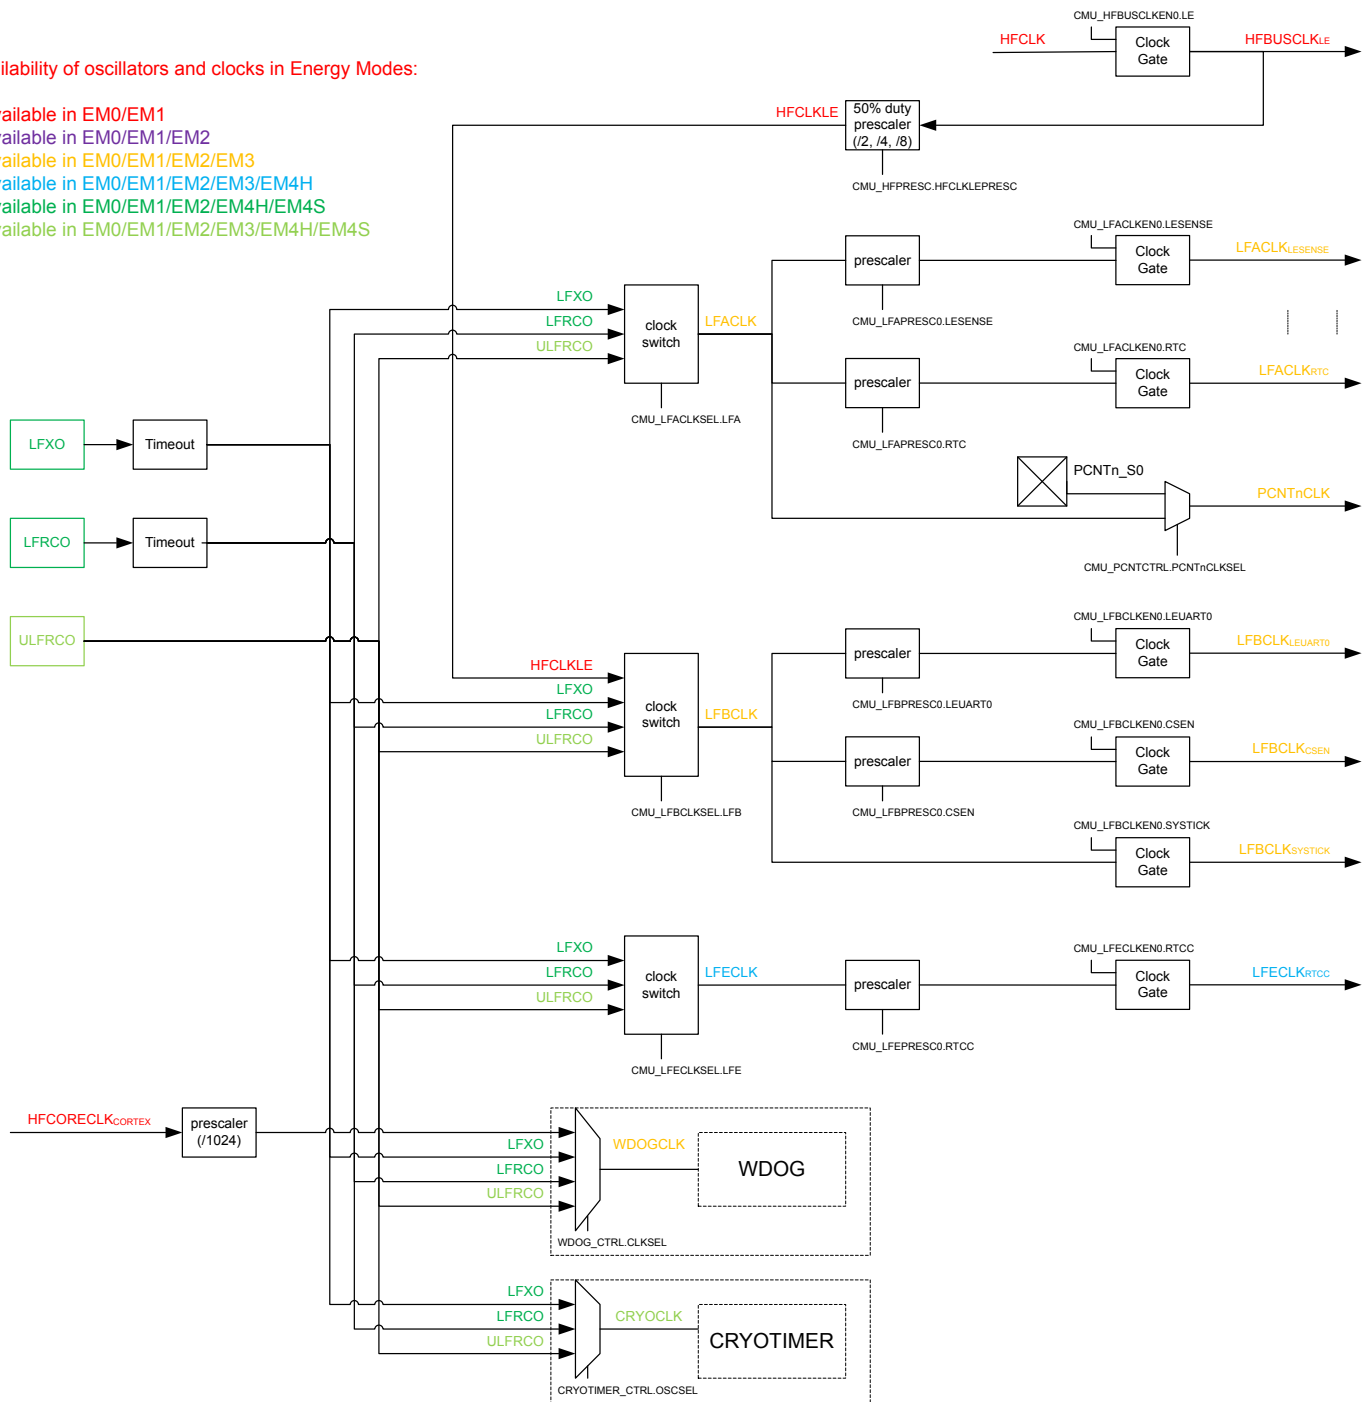 CMU_HFBUSCLKEN0.LE
HFCLK
Clock
Gate
HFBUSCLKLE
ilability of oscillators and clocks in Energy Modes:
ailable in EM0/EM1
ailable in EM0/EM1/EM2
ailable in EM0/EM1/EM2/EM3
ailable in EM0/EM1/EM2/EM3/EM4H
ailable in EM0/EM1/EM2/EM4H/EM4S
ailable in EM0/EM1/EM2/EM3/EM4H/EM4S
HFCLKLE
50% duty
prescaler
(/2, /4, /8)
CMU_HFPRESC.HFCLKLEPRESC
CMU_LFACLKEN0.LESENSE
prescaler
Clock
Gate
LFACLKLESENSE
CMU_LFAPRESC0.LESENSE
LFXO
LFRCO
ULFRCO
clock
switch
LFACLK
CMU_LFACLKSEL.LFA
CMU_LFACLKEN0.RTC
prescaler
Clock
Gate
LFACLKRTC
CMU_LFAPRESC0.RTC
LFXO
Timeout
PCNTn_S0
PCNTnCLK
CMU_PCNTCTRL.PCNTnCLKSEL
LFRCO
Timeout
ULFRCO
CMU_LFBCLKEN0.LEUART0
prescaler
Clock
Gate
LFBCLKLEUART0
CMU_LFBPRESC0.LEUART0
HFCLKLE
LFXO
LFRCO
ULFRCO
clock
switch
LFBCLK
CMU_LFBCLKSEL.LFB
CMU_LFBCLKEN0.CSEN
prescaler
Clock
Gate
LFBCLKCSEN
CMU_LFBPRESC0.CSEN
CMU_LFBCLKEN0.SYSTICK
Clock
Gate
LFBCLKSYSTICK
LFXO
LFRCO
ULFRCO
clock
switch
LFECLK
CMU_LFECLKSEL.LFE
prescaler
CMU_LFEPRESC0.RTCC
CMU_LFECLKEN0.RTCC
Clock
Gate
LFECLKRTCC
HFCORECLKCORTEX
prescaler
(/1024)
LFXO
LFRCO
ULFRCO
WDOGCLK
WDOG
WDOG_CTRL.CLKSEL
LFXO
LFRCO
ULFRCO
CRYOCLK
CRYOTIMER
CRYOTIMER_CTRL.OSCSEL